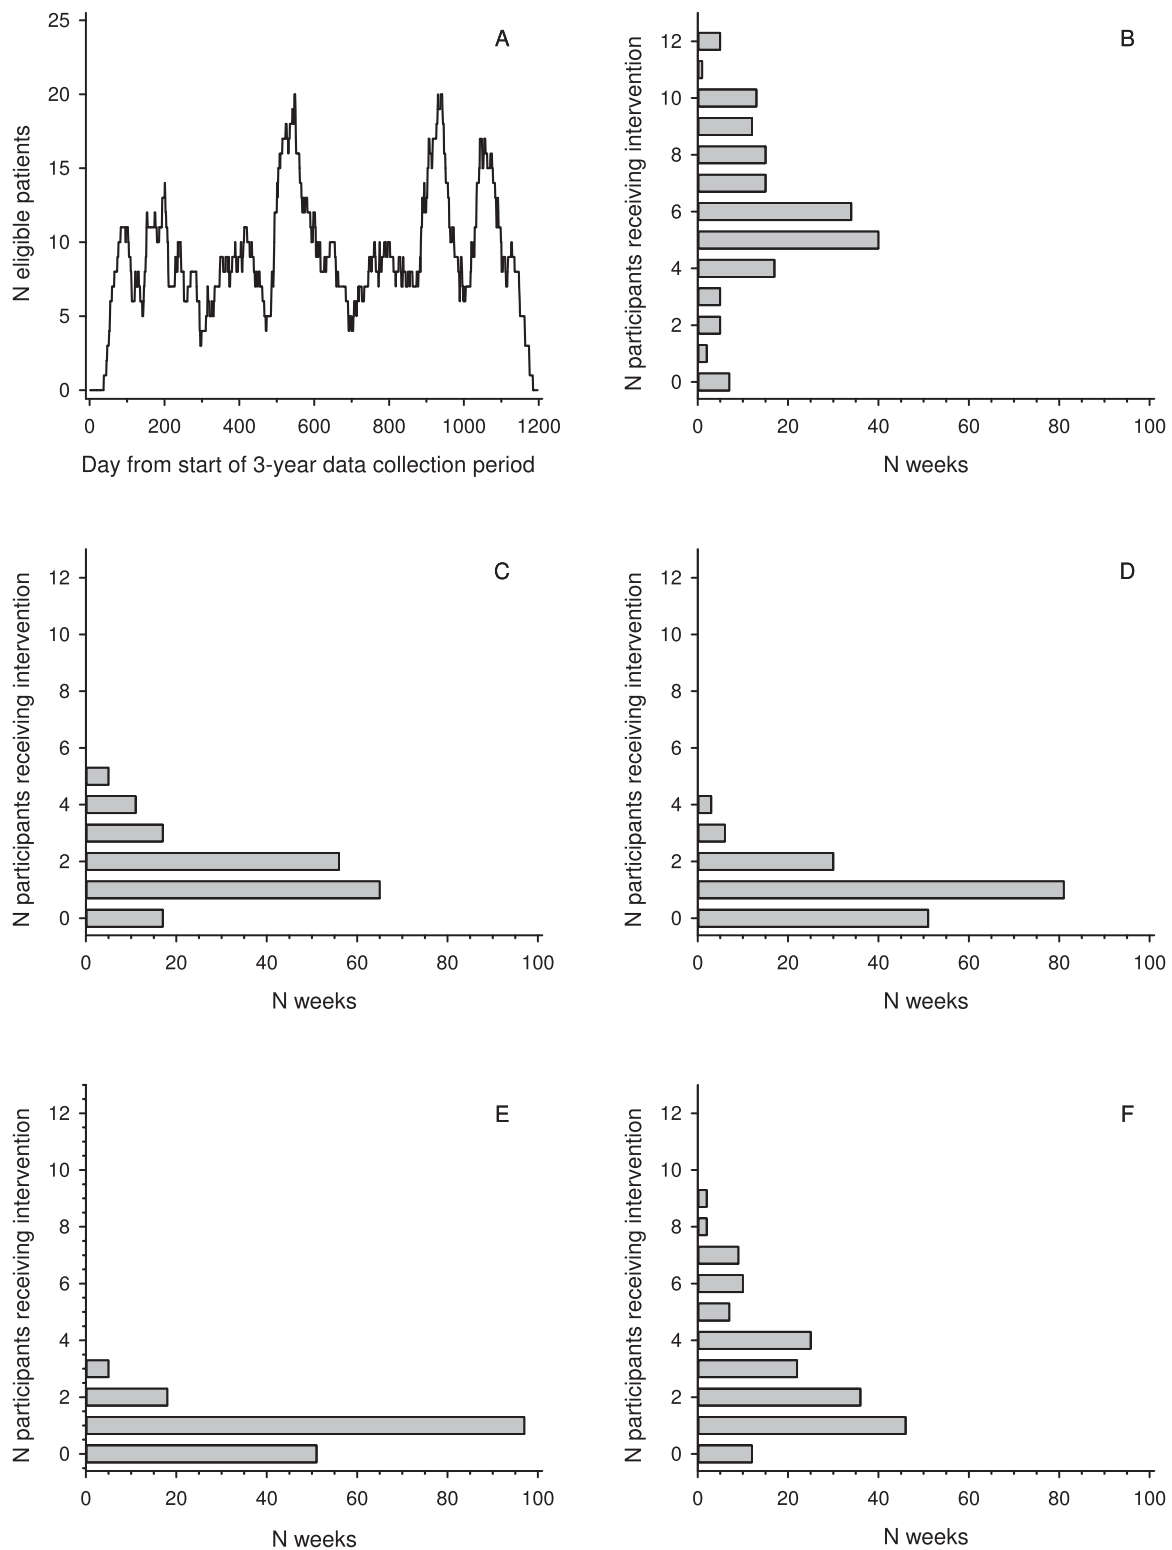 A
N eligible patients
25
20
15
10
5
0
0 200 400 600 800 1000 1200
Day from start of 3-year data collection period
B
N participants receiving intervention
12
10
8
6
4
2
0
0 20 40 60 80 100
N weeks
C
N participants receiving intervention
12
10
8
6
4
2
0
0 20 40 60 80 100
N weeks
D
N participants receiving intervention
12
10
8
6
4
2
0
0 20 40 60 80 100
N weeks
E
N participants receiving intervention
12
10
8
6
4
2
0
0 20 40 60 80 100
N weeks
F
N participants receiving intervention
12
10
8
6
4
2
0
0 20 40 60 80 100
N weeks